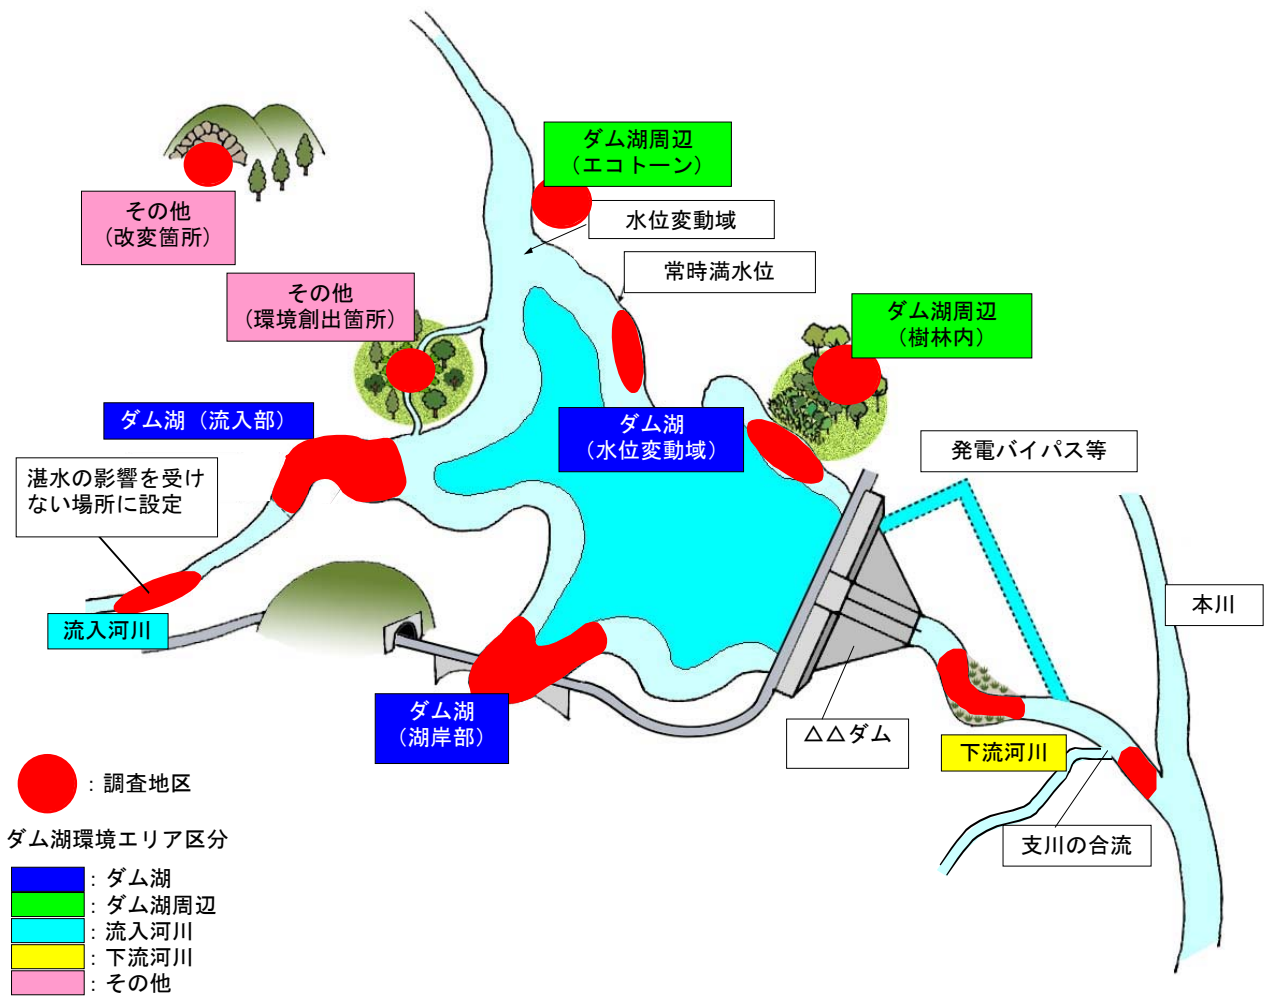 ダム湖周辺
（エコトーン）
その他
（改変箇所）
水位変動域
常時満水位
その他
（環境創出箇所）
ダム湖周辺
（樹林内）
ダム湖（流入部）
ダム湖
（水位変動域）
発電バイパス等
湛水の影響を受け
ない場所に設定
本川
流入河川
ダム湖
（湖岸部）
△△ダム
下流河川
支川の合流
：調査地区
ダム湖環境エリア区分
：ダム湖
：ダム湖周辺
：流入河川
：下流河川
：その他